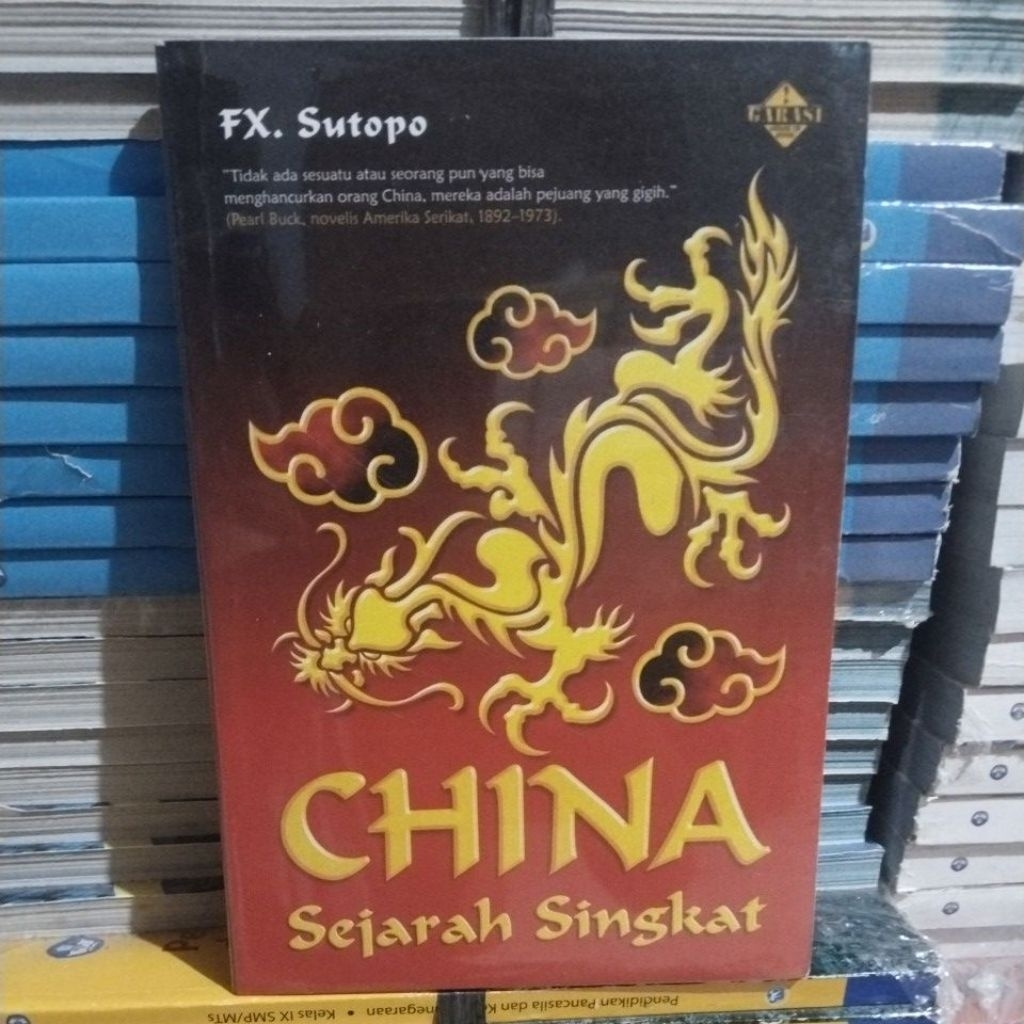 FX. Sutopo
GARASI
"Tidak ada sesuatu atau seorang pun yang bisa
menghancurkan orang China, mereka adalah pejuang yang gigih."
(Pearl Buck, novelis Amerika Serikat, 1892–1973).
CHINA
Sejarah Singkat
Pendidikan Pancasila dan Kewarganegaraan • Kelas IX SMP/MTs